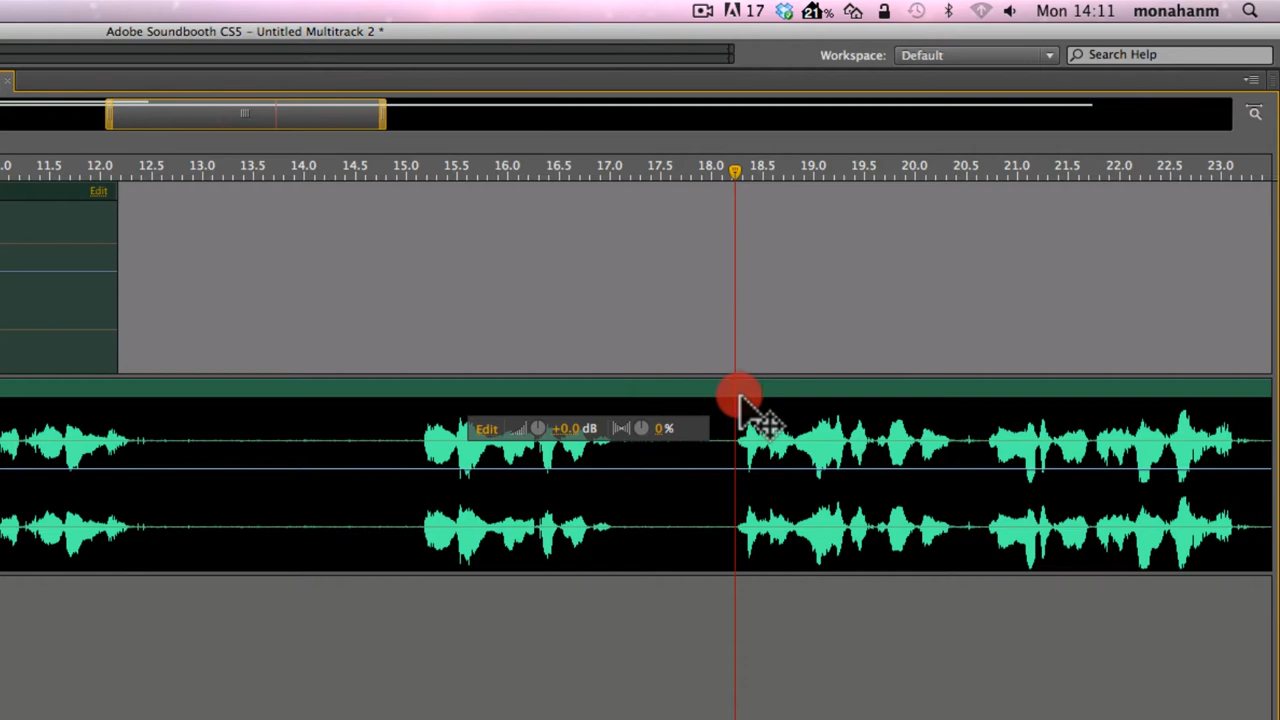 17 21% Mon 14:11 monahanm
Adobe Soundbooth CS5 – Untitled Multitrack 2 *
Workspace: Default Search Help
.0 11.5 12.0 12.5 13.0 13.5 14.0 14.5 15.0 15.5 16.0 16.5 17.0 17.5 18.0 18.5 19.0 19.5 20.0 20.5 21.0 21.5 22.0 22.5 23.0
Edit
Edit +0.0 dB 0 %